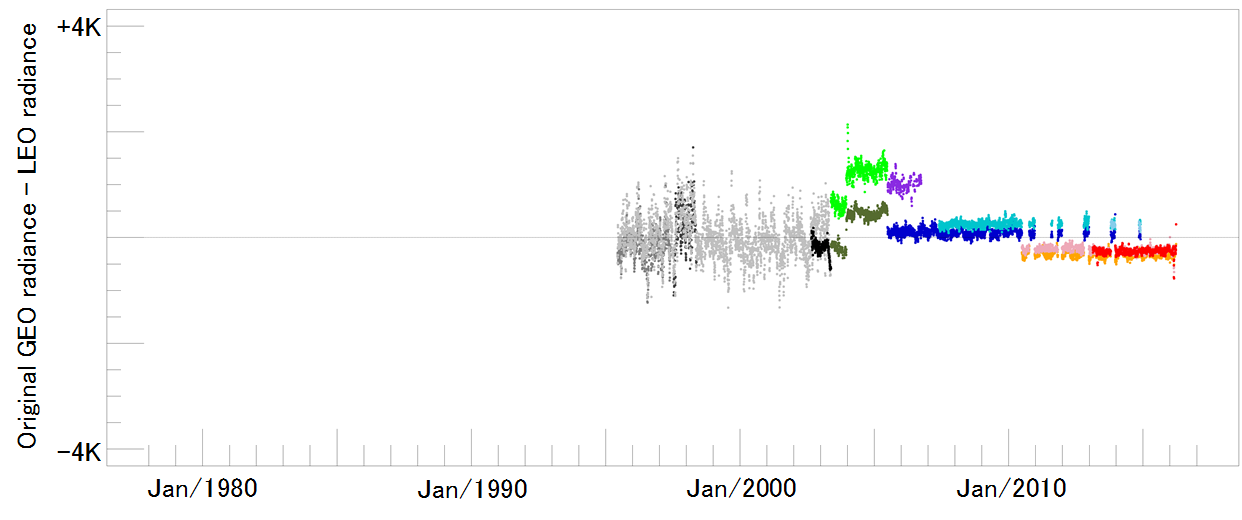 Original GEO radiance – LEO radiance
+4K
−4K
Jan/1980
Jan/1990
Jan/2000
Jan/2010